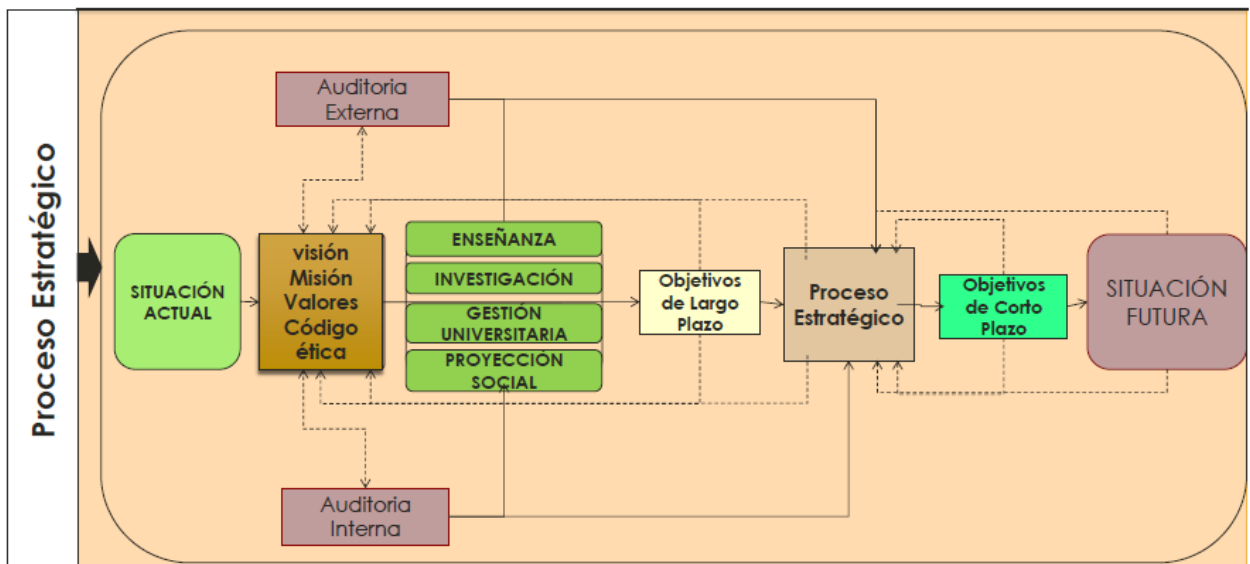 Proceso Estratégico
Auditoria
Externa
SITUACIÓN
ACTUAL
visión
Misión
Valores
Código
ética
ENSEÑANZA
INVESTIGACIÓN
GESTIÓN
UNIVERSITARIA
PROYECCIÓN
SOCIAL
Objetivos
de Largo
Plazo
Proceso
Estratégico
Objetivos
de Corto
Plazo
SITUACIÓN
FUTURA
Auditoria
Interna